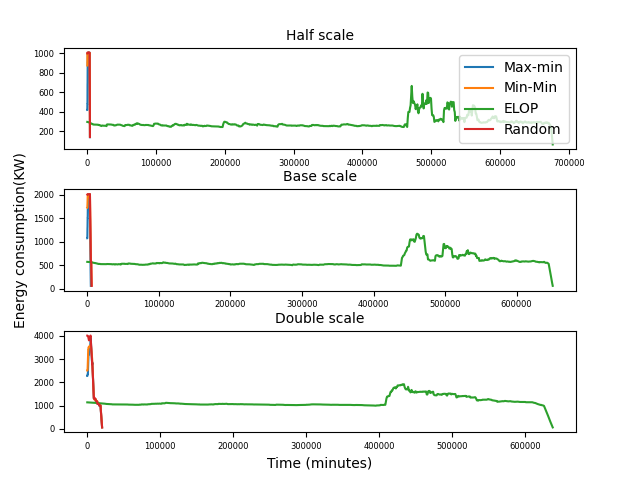 Half scale
1000
800
600
400
200
0 100000 200000 300000 400000 500000 600000 700000
Max-min
Min-Min
ELOP
Random
Base scale
2000
1500
1000
500
0
0 100000 200000 300000 400000 500000 600000
Double scale
4000
3000
2000
1000
0
0 100000 200000 300000 400000 500000 600000
Energy consumption(KW)
Time (minutes)